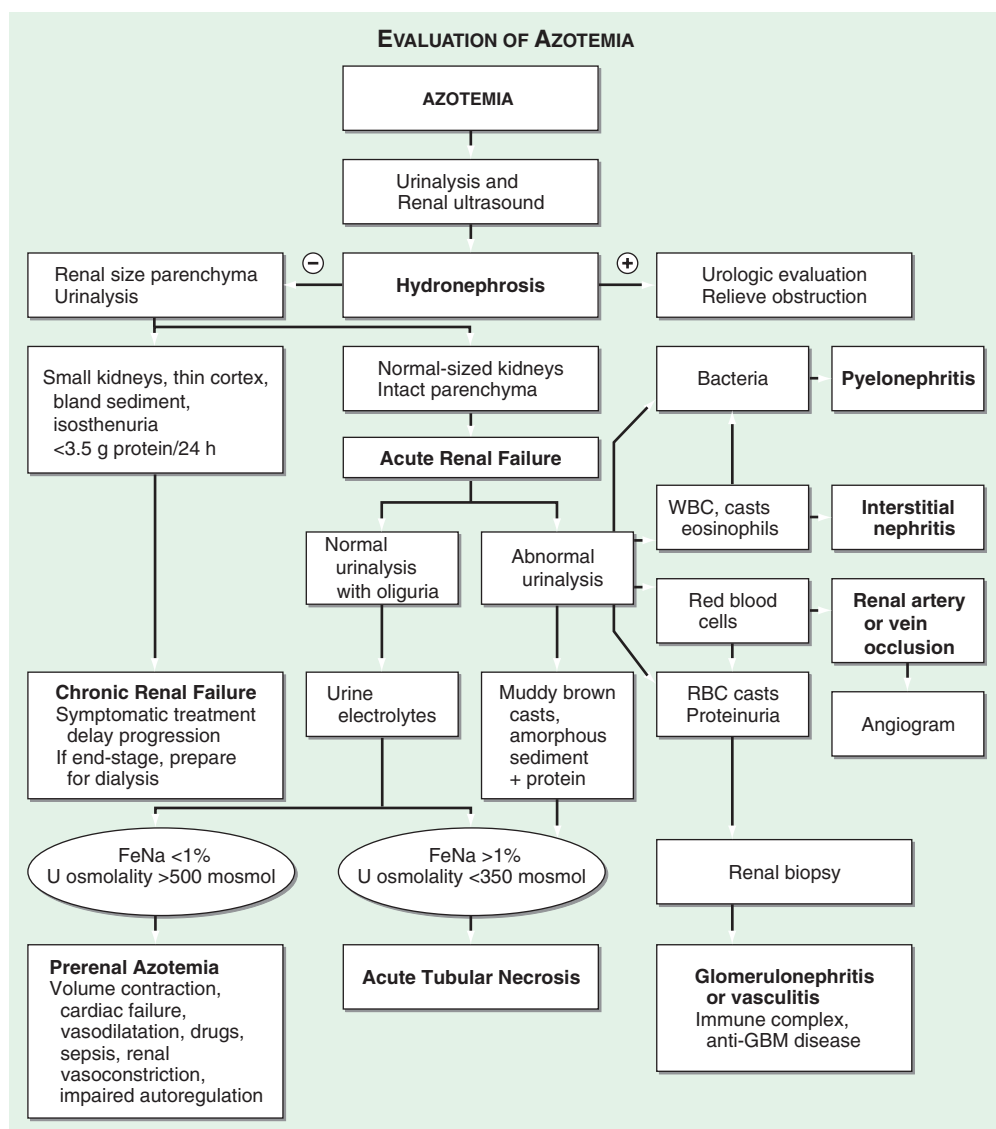 EVALUATION OF AZOTEMIA
AZOTEMIA
Urinalysis and
Renal ultrasound
Renal size parenchyma
Urinalysis
−
Hydronephrosis
+
Urologic evaluation
Relieve obstruction
Small kidneys, thin cortex,
bland sediment,
isosthenuria
<3.5 g protein/24 h
Normal-sized kidneys
Intact parenchyma
Bacteria
Pyelonephritis
Acute Renal Failure
Normal
urinalysis
with oliguria
Abnormal
urinalysis
WBC, casts
eosinophils
Interstitial
nephritis
Red blood
cells
Renal artery
or vein
occlusion
Chronic Renal Failure
Symptomatic treatment
delay progression
If end-stage, prepare
for dialysis
Urine
electrolytes
Muddy brown
casts,
amorphous
sediment
+ protein
RBC casts
Proteinuria
Angiogram
FeNa <1%
U osmolality >500 mosmol
FeNa >1%
U osmolality <350 mosmol
Renal biopsy
Prerenal Azotemia
Volume contraction,
cardiac failure,
vasodilatation, drugs,
sepsis, renal
vasoconstriction,
impaired autoregulation
Acute Tubular Necrosis
Glomerulonephritis
or vasculitis
Immune complex,
anti-GBM disease